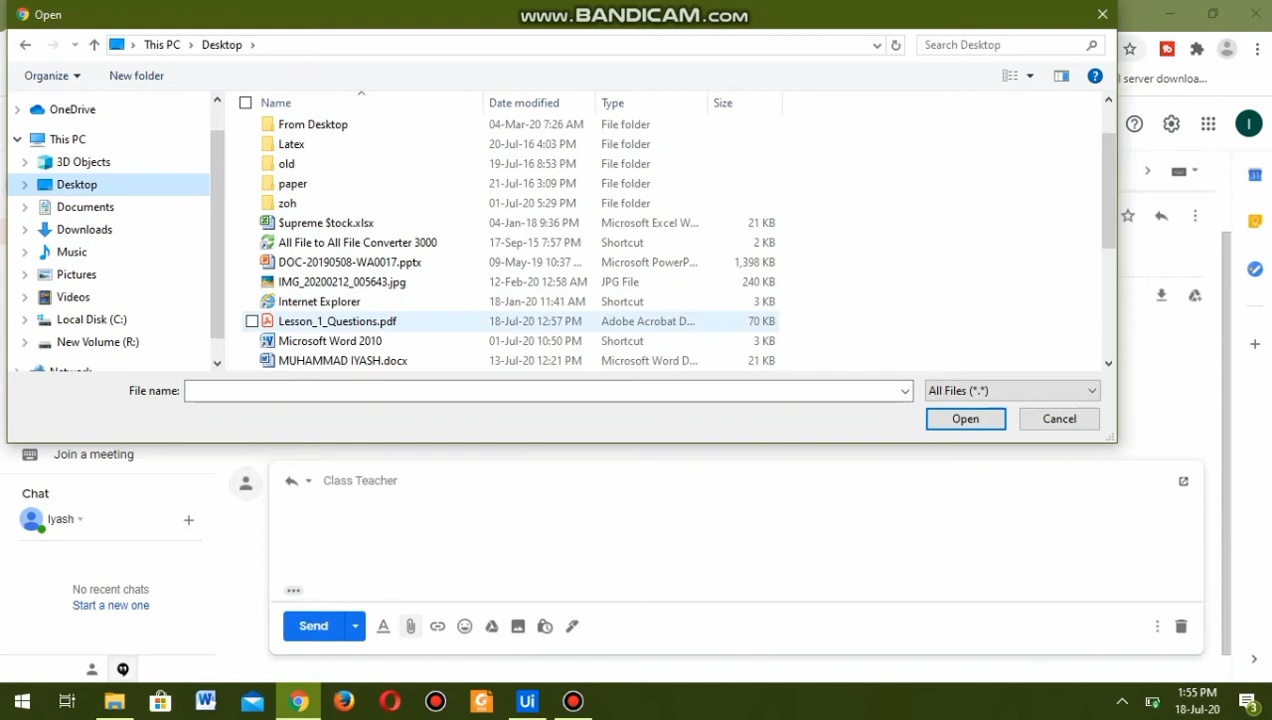 Open
www.BANDICAM.com
This PC > Desktop >
Search Desktop
Organize
New folder
Name Date modified Type Size
OneDrive
This PC
3D Objects
Desktop
Documents
Downloads
Music
Pictures
Videos
Local Disk (C:)
New Volume (R:)
From Desktop 04-Mar-20 7:26 AM File folder
Latex 20-Jul-16 4:03 PM File folder
old 19-Jul-16 8:53 PM File folder
paper 21-Jul-16 3:09 PM File folder
zoh 01-Jul-20 5:29 PM File folder
$upreme $tock.xlsx 04-Jan-18 9:36 PM Microsoft Excel W... 21 KB
All File to All File Converter 3000 17-Sep-15 7:57 PM Shortcut 2 KB
DOC-20190508-WA0017.pptx 09-May-19 10:37 ... Microsoft PowerP... 1,398 KB
IMG_20200212_005643.jpg 12-Feb-20 12:58 AM JPG File 240 KB
Internet Explorer 18-Jan-20 11:41 AM Shortcut 3 KB
Lesson_1_Questions.pdf 18-Jul-20 12:57 PM Adobe Acrobat D... 70 KB
Microsoft Word 2010 01-Jul-20 10:50 PM Shortcut 3 KB
MUHAMMAD IYASH.docx 13-Jul-20 12:21 PM Microsoft Word D... 21 KB
File name:
All Files (*.*)
Open
Cancel
l server downloa...
I
Join a meeting
Chat
Iyash
No recent chats
Start a new one
Class Teacher
Send
Ui
1:55 PM
18-Jul-20
3